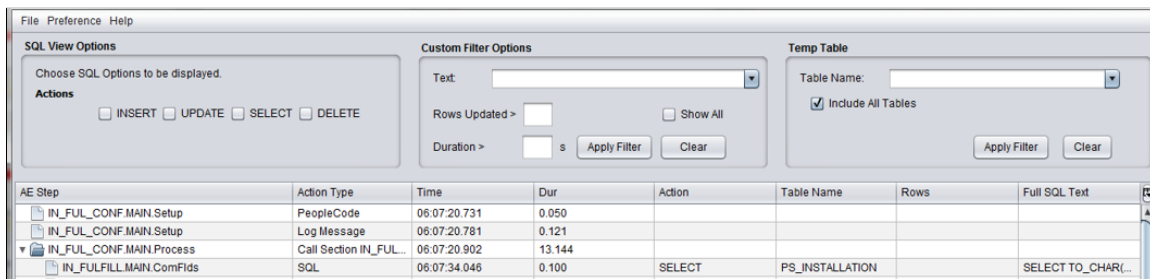 File Preference Help
SQL View Options
Choose SQL Options to be displayed.
Actions
INSERT UPDATE SELECT DELETE
Custom Filter Options
Text:
Rows Updated >
Show All
Duration >
s
Apply Filter
Clear
Temp Table
Table Name:
Include All Tables
Apply Filter
Clear
AE Step Action Type Time Dur Action Table Name Rows Full SQL Text
IN_FUL_CONF.MAIN.Setup PeopleCode 06:07:20.731 0.050
IN_FUL_CONF.MAIN.Setup Log Message 06:07:20.781 0.121
IN_FUL_CONF.MAIN.Process Call Section IN_FUL... 06:07:20.902 13.144
IN_FULFILL.MAIN.ComFlds SQL 06:07:34.046 0.100 SELECT PS_INSTALLATION SELECT TO_CHAR(...